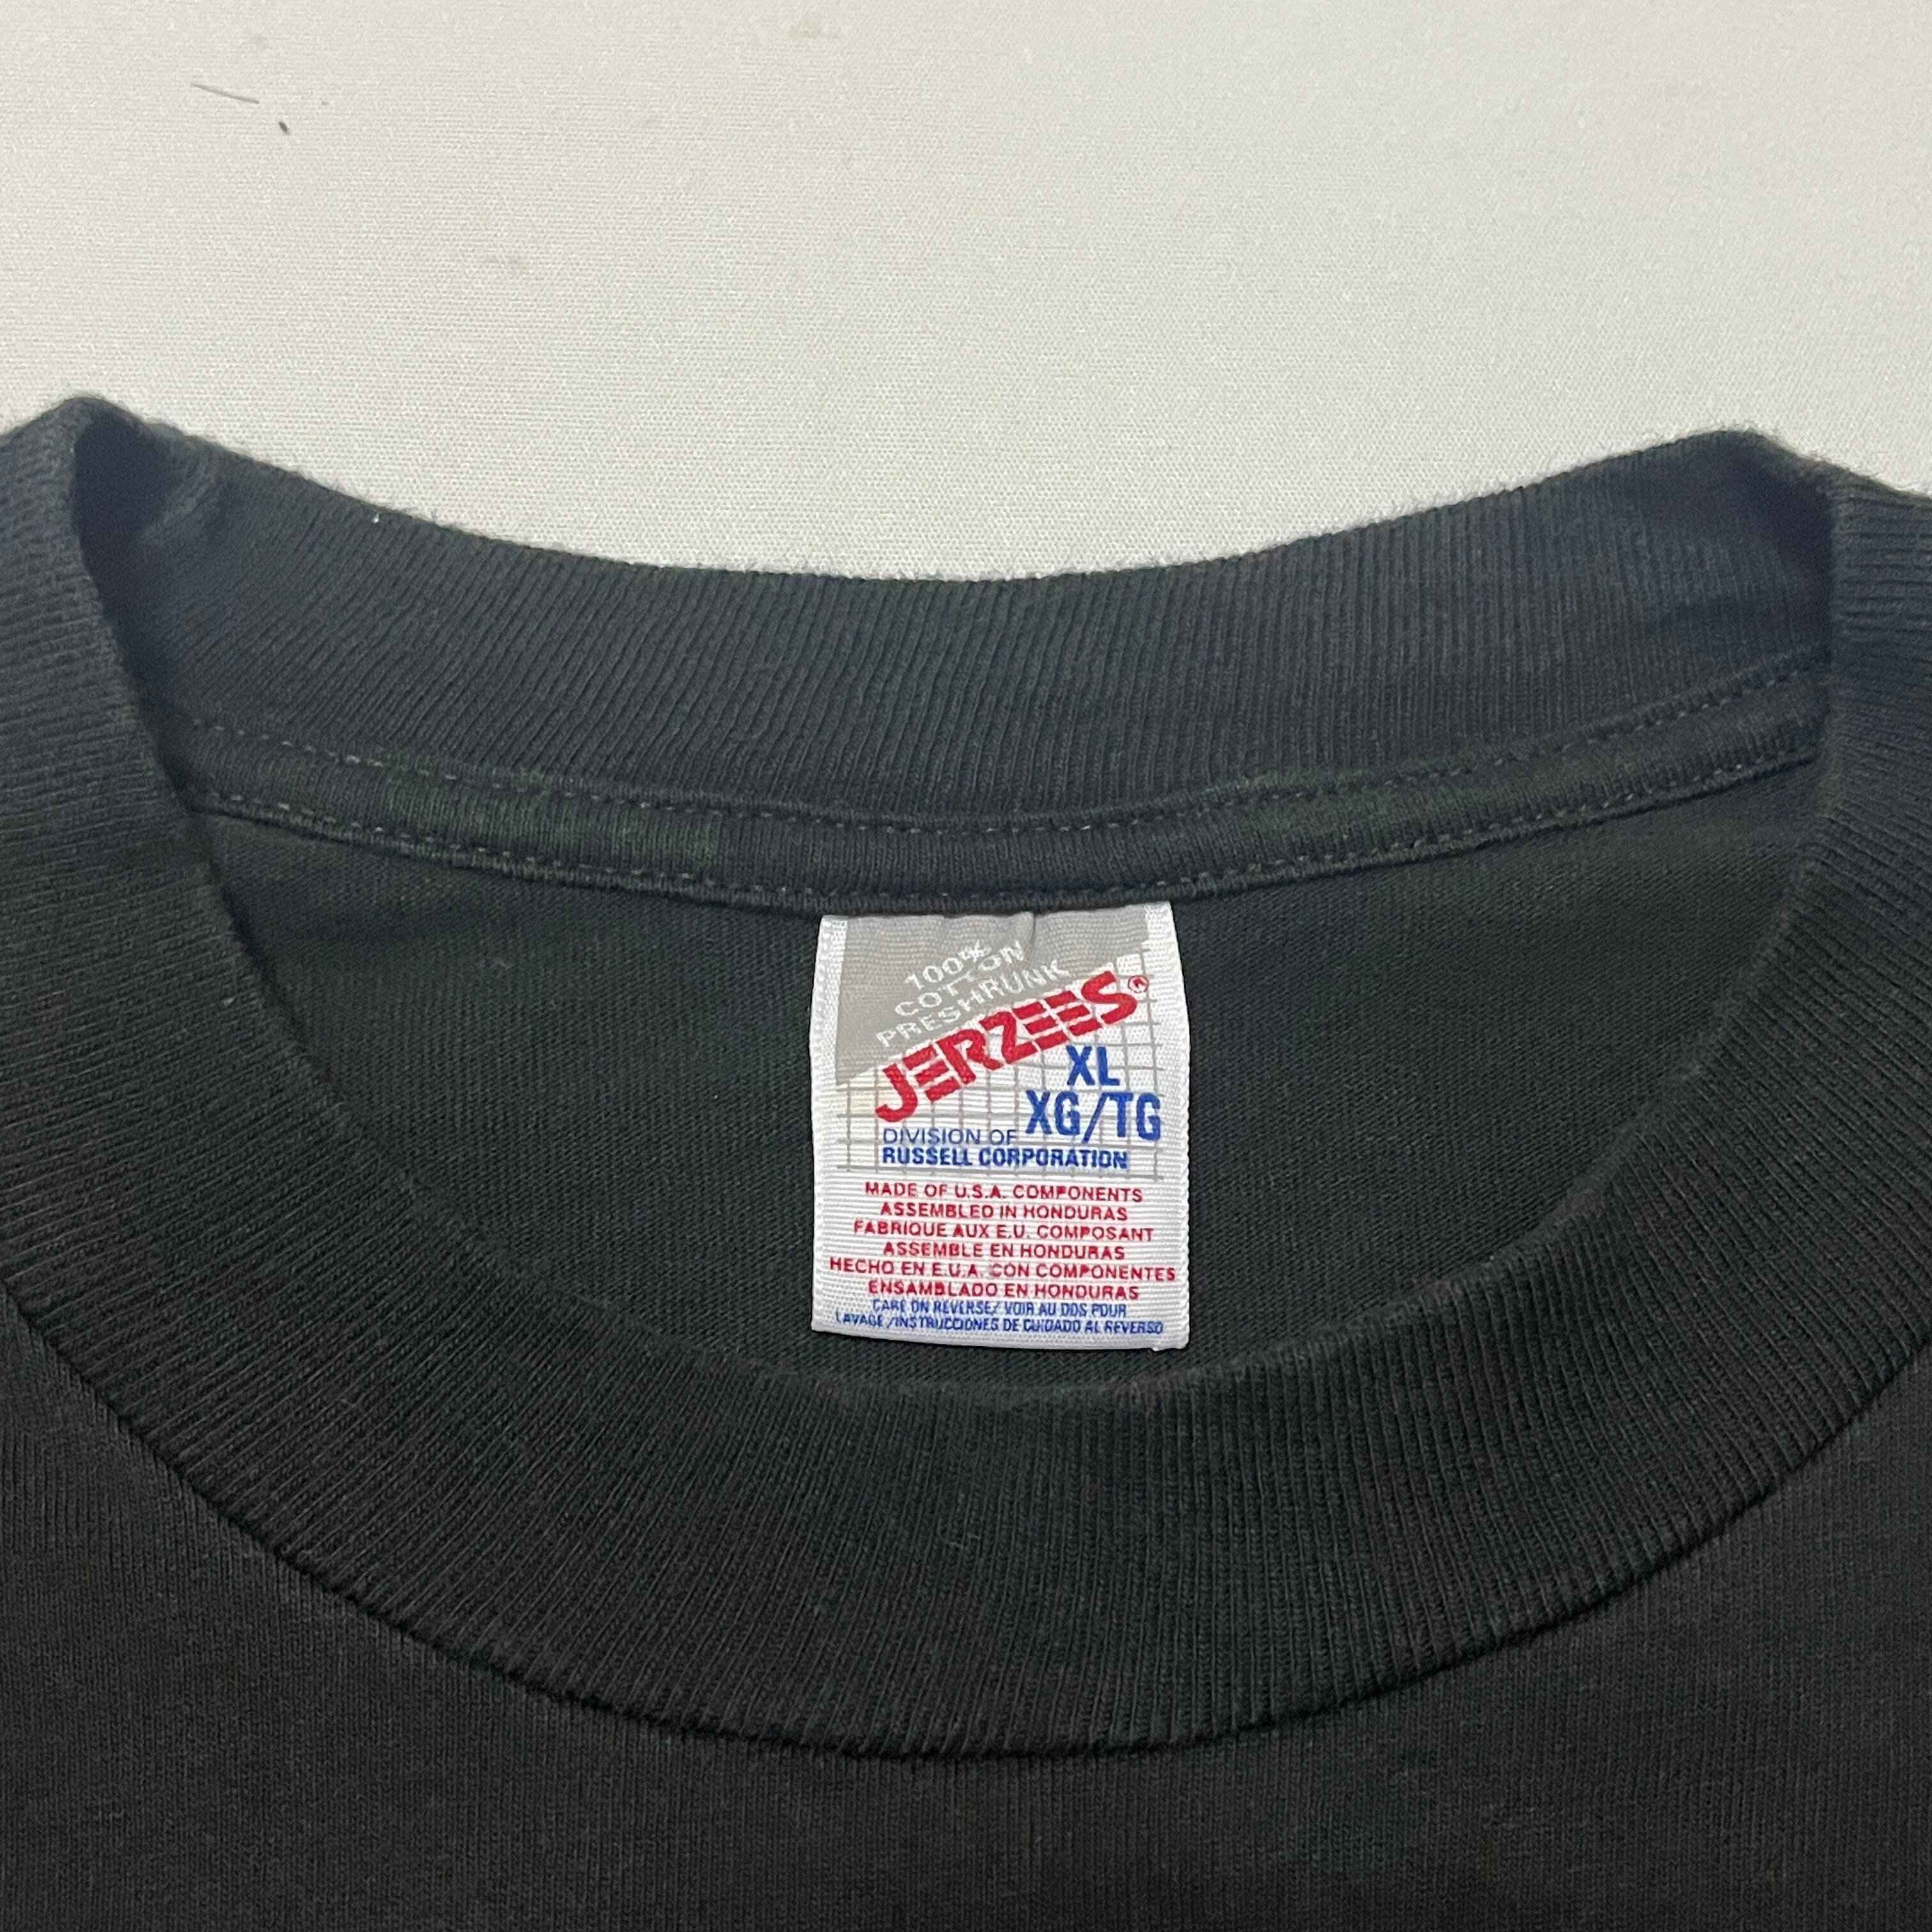 100%
COTTON
PRESHRUNK
JERZEES®
XL
XG/TG
DIVISION OF
RUSSELL CORPORATION
MADE OF U.S.A. COMPONENTS
ASSEMBLED IN HONDURAS
FABRIQUE AUX E.U. COMPOSANT
ASSEMBLE EN HONDURAS
HECHO EN E.U.A. CON COMPONENTES
ENSAMBLADO EN HONDURAS
CARE ON REVERSE/ VOIR AU DOS POUR
LAVAGE /INSTRUCCIONES DE CUIDADO AL REVERSO